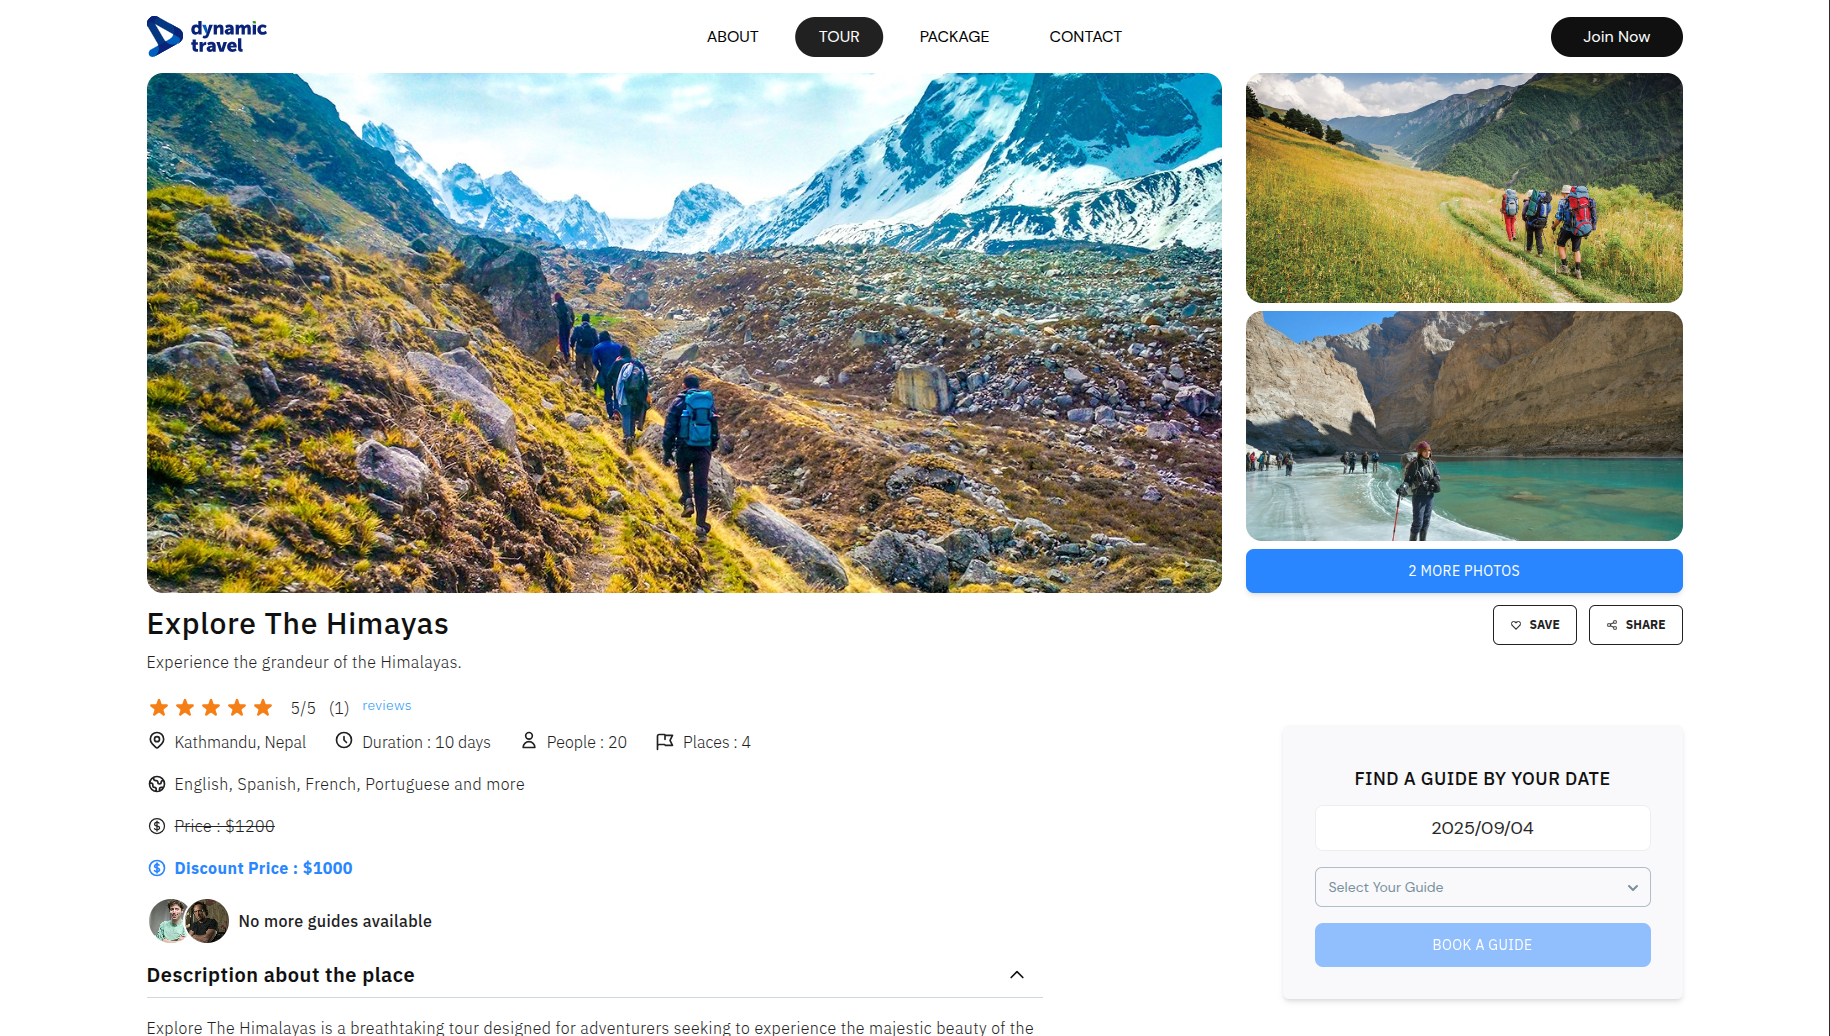 dynamic
travel
ABOUT
TOUR
PACKAGE
CONTACT
Join Now
2 MORE PHOTOS
Explore The Himayas
SAVE
SHARE
Experience the grandeur of the Himalayas.
5/5 (1) reviews
Kathmandu, Nepal
Duration : 10 days
People : 20
Places : 4
English, Spanish, French, Portuguese and more
Price : $1200
Discount Price : $1000
No more guides available
Description about the place
Explore The Himalayas is a breathtaking tour designed for adventurers seeking to experience the majestic beauty of the
FIND A GUIDE BY YOUR DATE
2025/09/04
Select Your Guide
BOOK A GUIDE